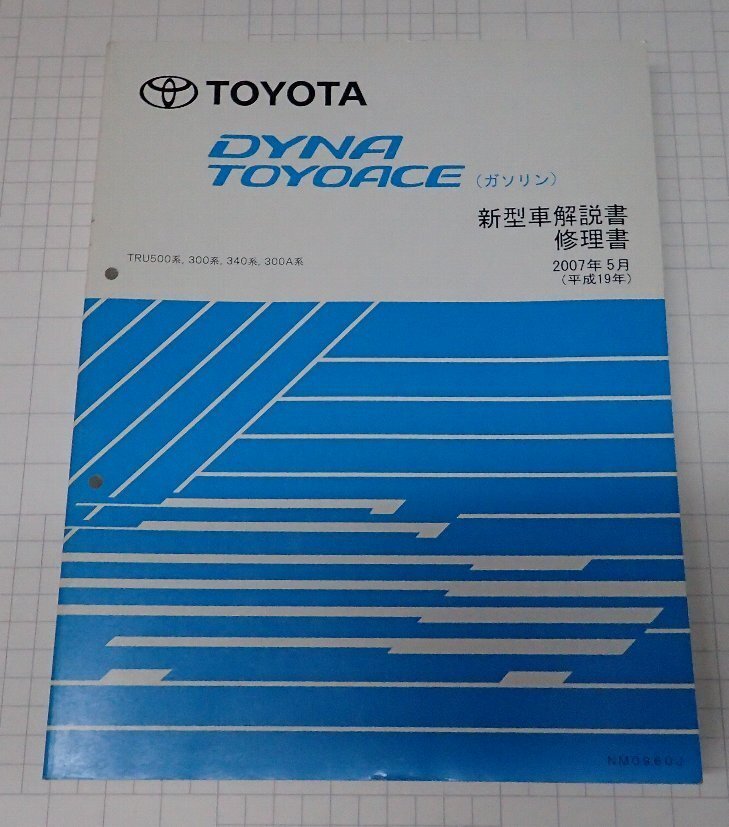 TOYOTA
DYNA
TOYOACE (ガソリン)
新型車解説書
修理書
TRU500系, 300系, 340系, 300A系
2007年5月
(平成19年)